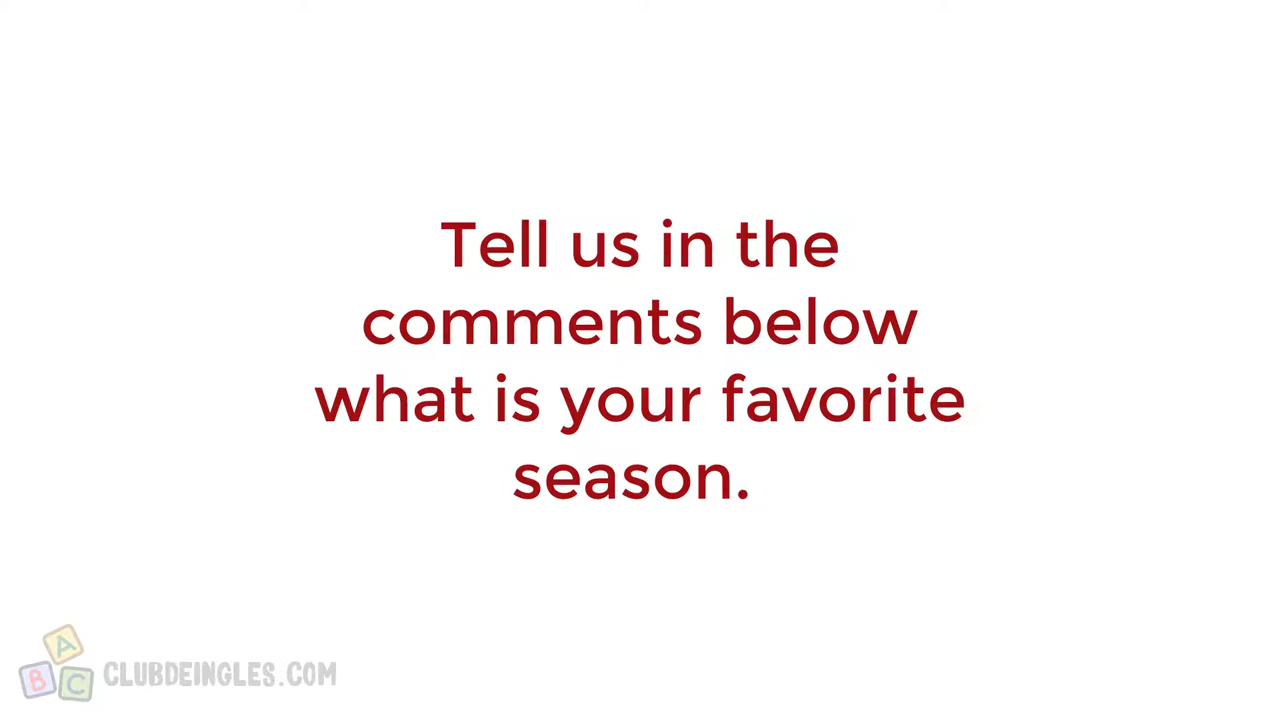 Tell us in the
comments below
what is your favorite
season.
A
B C CLUBDEINGLES.COM